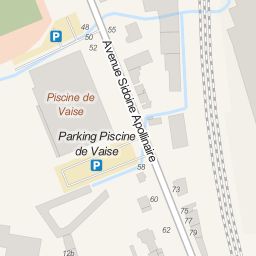 48
50
55
P
52
Avenue Sidoine Apollinaire
Piscine de
Vaise
Parking Piscine
de Vaise
P
58
60
73
77
75
79
12b